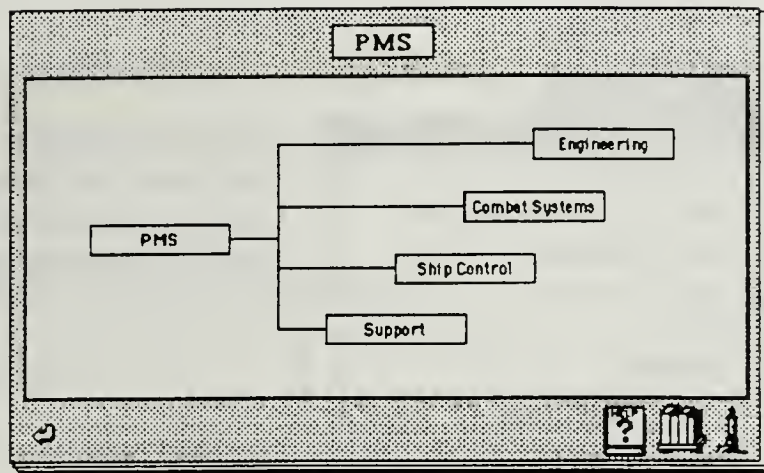 PMS
Engineering
Combat Systems
PMS
Ship Control
Support
?